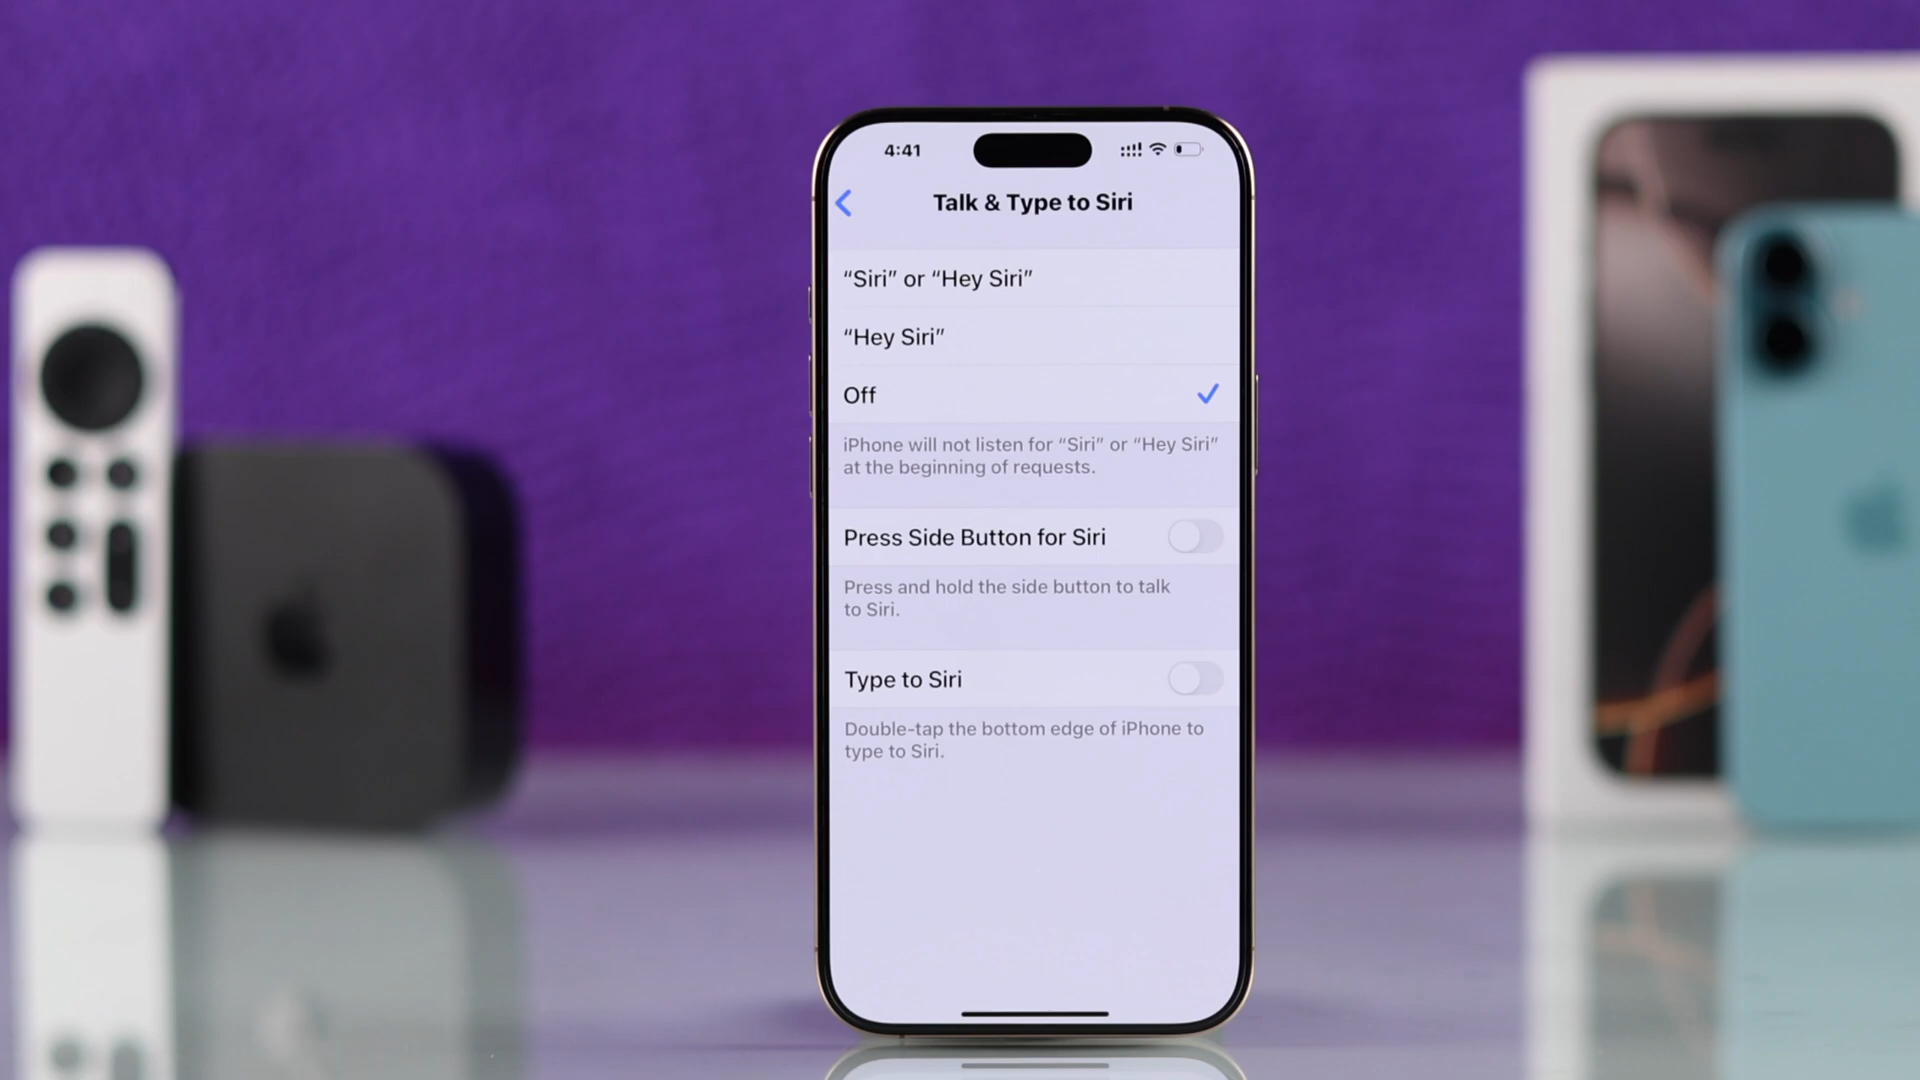 4:41
Talk & Type to Siri
“Siri” or “Hey Siri”
“Hey Siri”
Off
iPhone will not listen for “Siri” or “Hey Siri”
at the beginning of requests.
Press Side Button for Siri
Press and hold the side button to talk
to Siri.
Type to Siri
Double-tap the bottom edge of iPhone to
type to Siri.